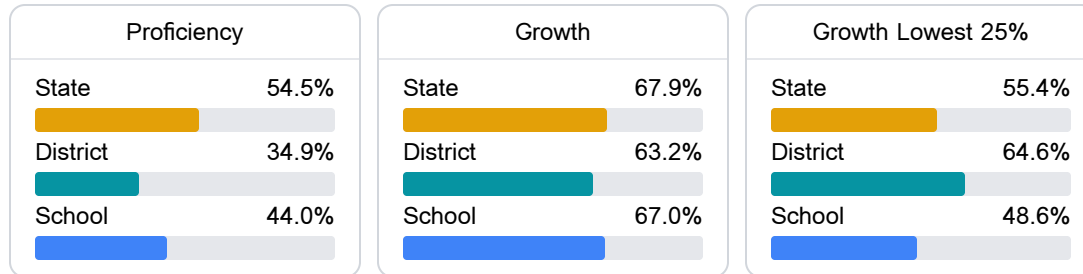 Proficiency
State 54.5%
District 34.9%
School 44.0%
Growth
State 67.9%
District 63.2%
School 67.0%
Growth Lowest 25%
State 55.4%
District 64.6%
School 48.6%